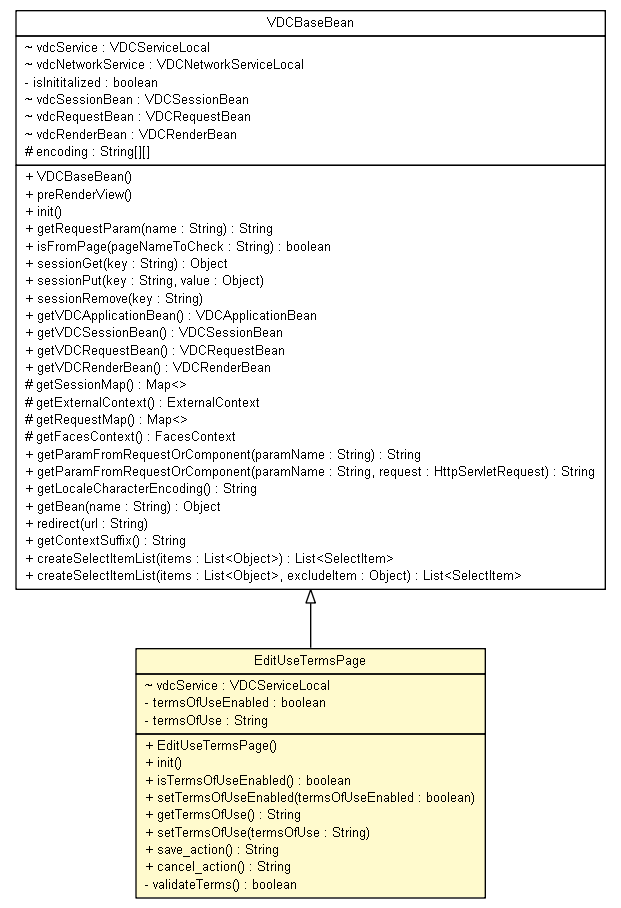 VDCBaseBean
~ vdcService : VDCServiceLocal
~ vdcNetworkService : VDCNetworkServiceLocal
- isInititalized : boolean
~ vdcSessionBean : VDCSessionBean
~ vdcRequestBean : VDCRequestBean
~ vdcRenderBean : VDCRenderBean
# encoding : String[][]
+ VDCBaseBean()
+ preRenderView()
+ init()
+ getRequestParam(name : String) : String
+ isFromPage(pageNameToCheck : String) : boolean
+ sessionGet(key : String) : Object
+ sessionPut(key : String, value : Object)
+ sessionRemove(key : String)
+ getVDCApplicationBean() : VDCApplicationBean
+ getVDCSessionBean() : VDCSessionBean
+ getVDCRequestBean() : VDCRequestBean
+ getVDCRenderBean() : VDCRenderBean
# getSessionMap() : Map<>
# getExternalContext() : ExternalContext
# getRequestMap() : Map<>
# getFacesContext() : FacesContext
+ getParamFromRequestOrComponent(paramName : String) : String
+ getParamFromRequestOrComponent(paramName : String, request : HttpServletRequest) : String
+ getLocaleCharacterEncoding() : String
+ getBean(name : String) : Object
+ redirect(url : String)
+ getContextSuffix() : String
+ createSelectItemList(items : List<Object>) : List<SelectItem>
+ createSelectItemList(items : List<Object>, excludeItem : Object) : List<SelectItem>
EditUseTermsPage
~ vdcService : VDCServiceLocal
- termsOfUseEnabled : boolean
- termsOfUse : String
+ EditUseTermsPage()
+ init()
+ isTermsOfUseEnabled() : boolean
+ setTermsOfUseEnabled(termsOfUseEnabled : boolean)
+ getTermsOfUse() : String
+ setTermsOfUse(termsOfUse : String)
+ save_action() : String
+ cancel_action() : String
- validateTerms() : boolean